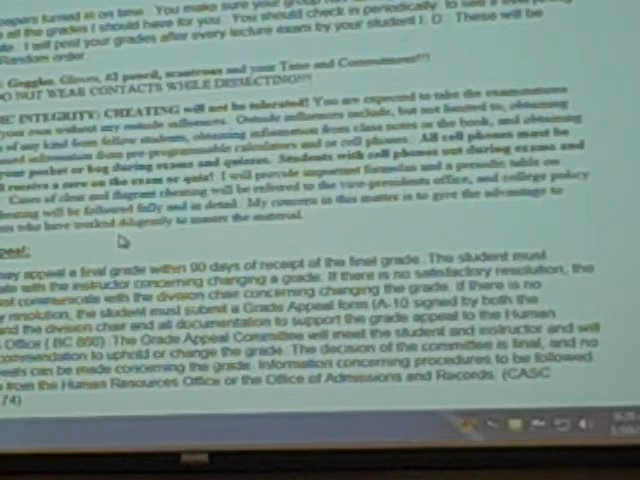 papers turned in on time. You make sure your group
all the grades I should have for you. You should check in periodically, to see if everything
I will post your grades after every lecture exam by your student I. D. These will be
Random order.
Goggles, Gloves, #2 pencil, scantrons and your Time and Commitment!!!
DO NOT WEAR CONTACTS WHILE DISSECTING!!!
INTEGRITY: CHEATING will not be tolerated! You are expected to take the examinations
your own without any outside influences. Outside influences include, but not limited to, obtaining
of any kind from fellow students, obtaining information from class notes or the book, and obtaining
information from pre-programmable calculators and or cell phone. All cell phones must be
your pocket or bag during exams and quizzes. Students with cell phones out during exams and
receive a zero on the exam or quiz! I will provide important formulas and a periodic table on
Cases of clear and flagrant cheating will be referred to the vice-presidents office, and college policy
cheating will be followed fully and in detail. My concern in this matter is to give the advantage to
who have worked diligently to master the material.
peal:
may appeal a final grade within 90 days of receipt of the final grade. The student must
with the instructor concerning changing a grade. If there is no satisfactory resolution, the
communicate with the division chair concerning changing the grade. If there is no
resolution, the student must submit a Grade Appeal form (A-10 signed by both the
and the division chair and all documentation to support the grade appeal to the Human
Office ( BC 860). The Grade Appeal Committee will meet the student and instructor and will
recommendation to uphold or change the grade. The decision of the committee is final, and no
can be made concerning the grade. Information concerning procedures to be followed
from the Human Resources Office or the Office of Admissions and Records. (CASC
74)